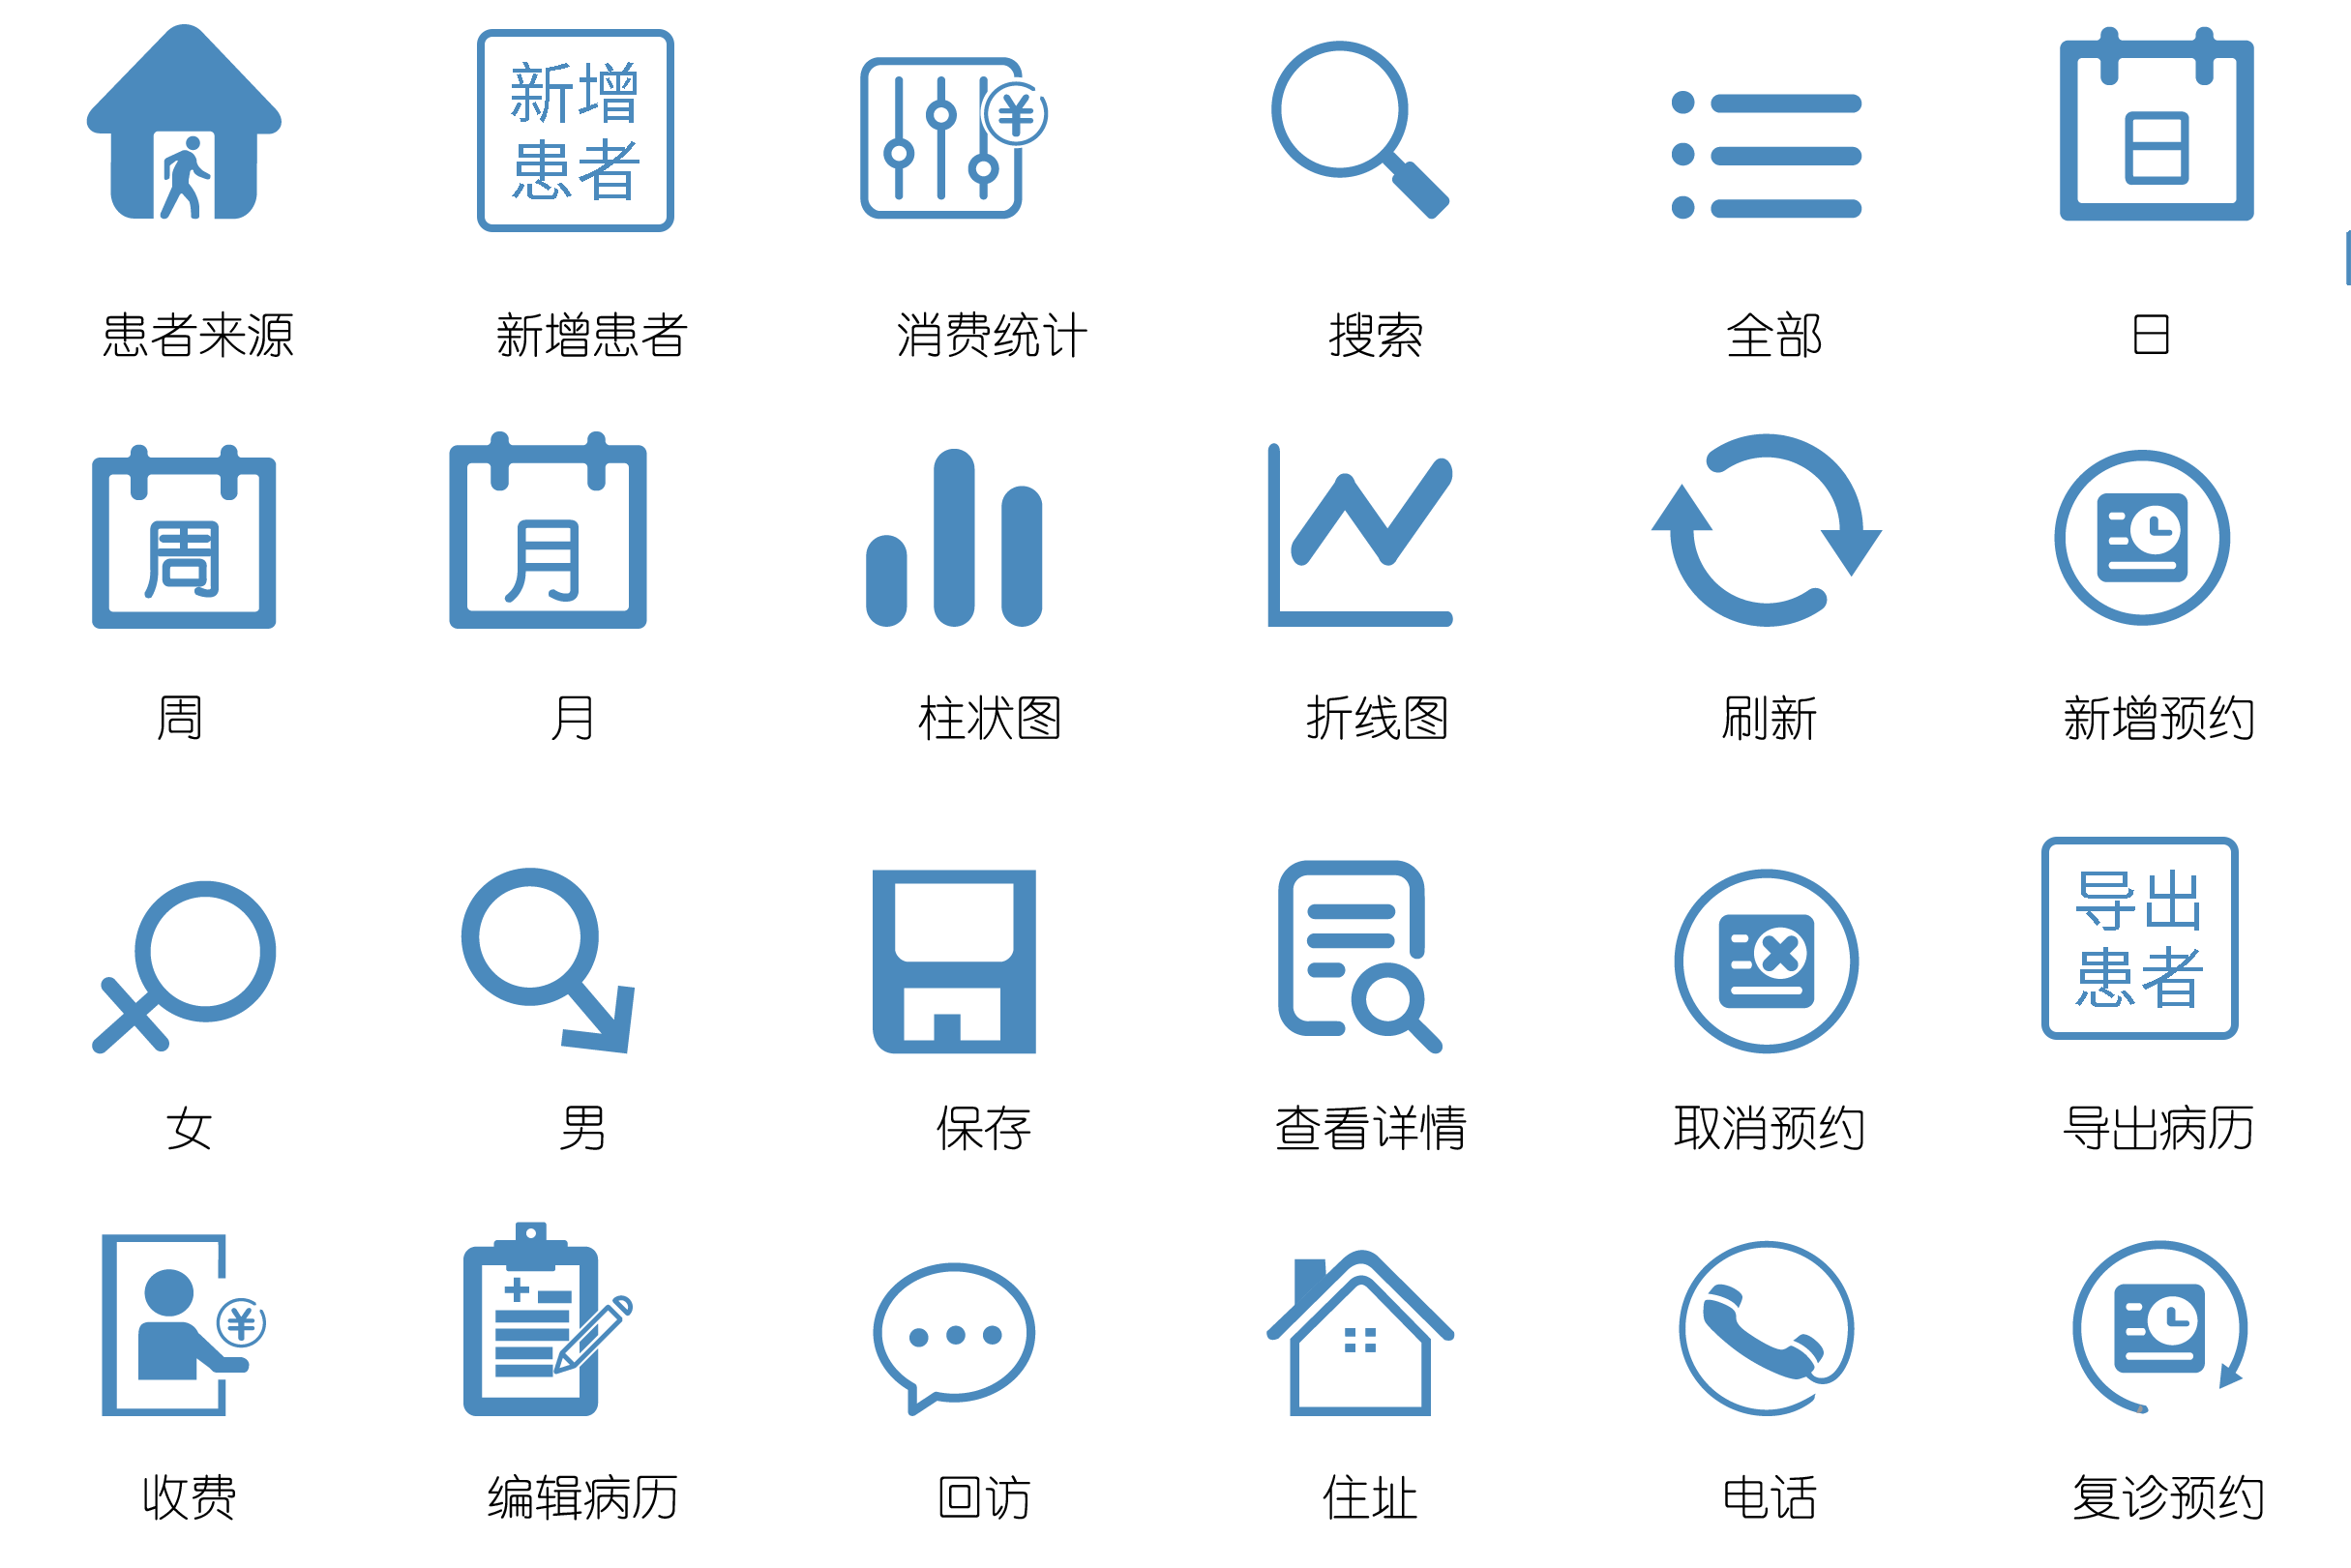 新增
患者
¥
日
患者来源
新增患者
消费统计
搜索
全部
日
周
月
周
月
柱状图
折线图
刷新
新增预约
导出
患者
女
男
保存
查看详情
取消预约
导出病历
¥
收费
编辑病历
回访
住址
电话
复诊预约